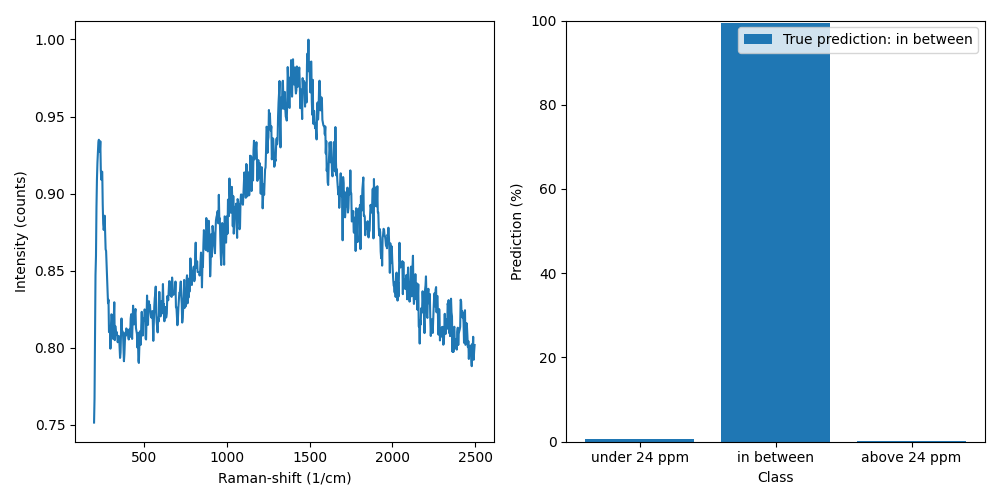 1.00
0.95
0.90
0.85
0.80
0.75
Intensity (counts)
500
1000
1500
2000
2500
Raman-shift (1/cm)
100
80
60
40
20
0
Prediction (%)
True prediction: in between
under 24 ppm
in between
above 24 ppm
Class